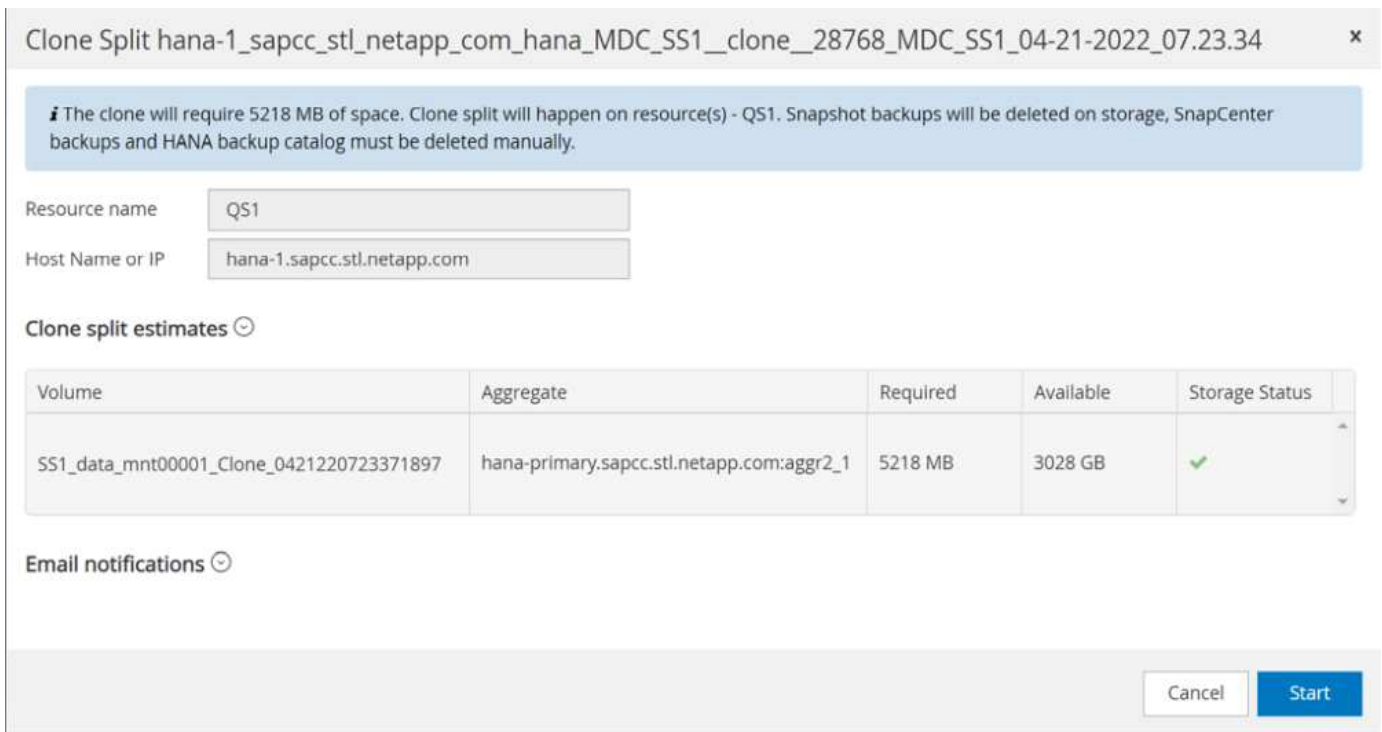 Clone Split hana-1_sapcc_stl_netapp_com_hana_MDC_SS1__clone__28768_MDC_SS1_04-21-2022_07.23.34 x
i The clone will require 5218 MB of space. Clone split will happen on resource(s) - QS1. Snapshot backups will be deleted on storage, SnapCenter
backups and HANA backup catalog must be deleted manually.
Resource name QS1
Host Name or IP hana-1.sapcc.stl.netapp.com
Clone split estimates
Volume Aggregate Required Available Storage Status
SS1_data_mnt00001_Clone_0421220723371897 hana-primary.sapcc.stl.netapp.com:aggr2_1 5218 MB 3028 GB
Email notifications
Cancel Start